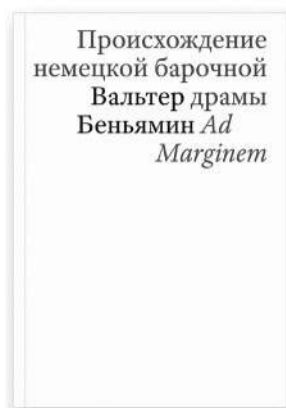 Происхождение
немецкой барочной
Вальтер драмы
Беньямин Ad
Marginem